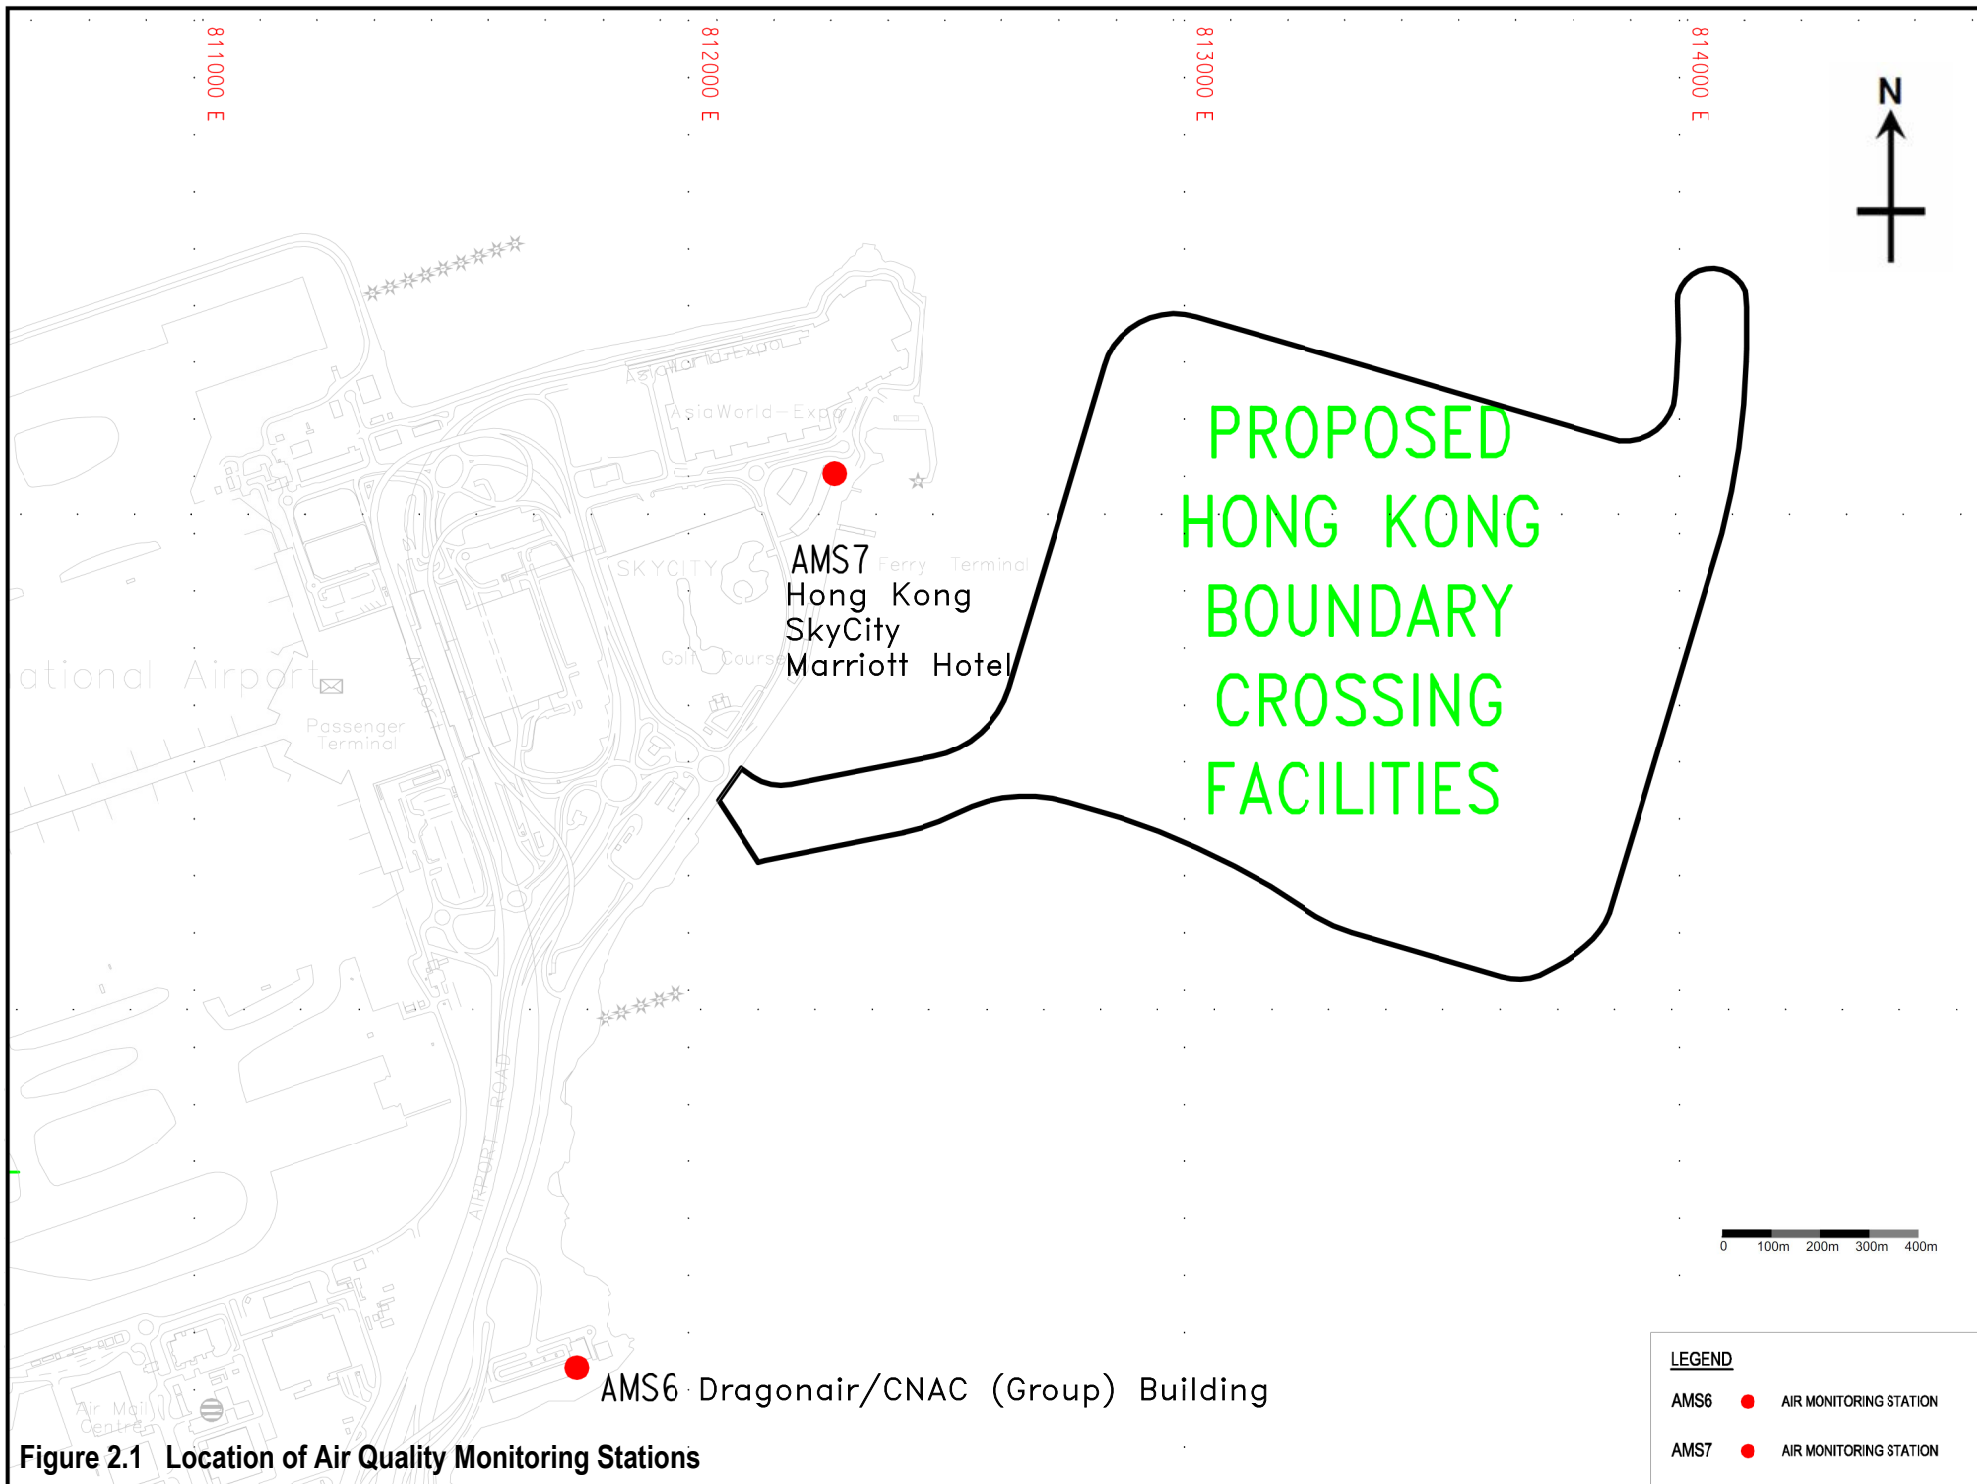 811000 E
812000 E
813000 E
814000 E
N
AsiaWorld-Expo
AsiaWorld-Expo
PROPOSED
HONG KONG
BOUNDARY
CROSSING
FACILITIES
SKYCITY
AMS7
Ferry Terminal
Hong Kong
SkyCity
Marriott Hotel
Golf Course
ational Airport
Airport
Passenger
Terminal
AIRPORT ROAD
0 100m 200m 300m 400m
AMS6 Dragonair/CNAC (Group) Building
Air Mail
Centre
LEGEND
AMS6 AIR MONITORING STATION
AMS7 AIR MONITORING STATION
Figure 2.1 Location of Air Quality Monitoring Stations